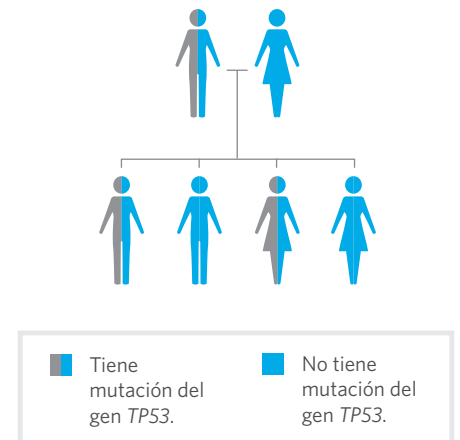 Tiene
mutación del
gen TP53.
No tiene
mutación del
gen TP53.